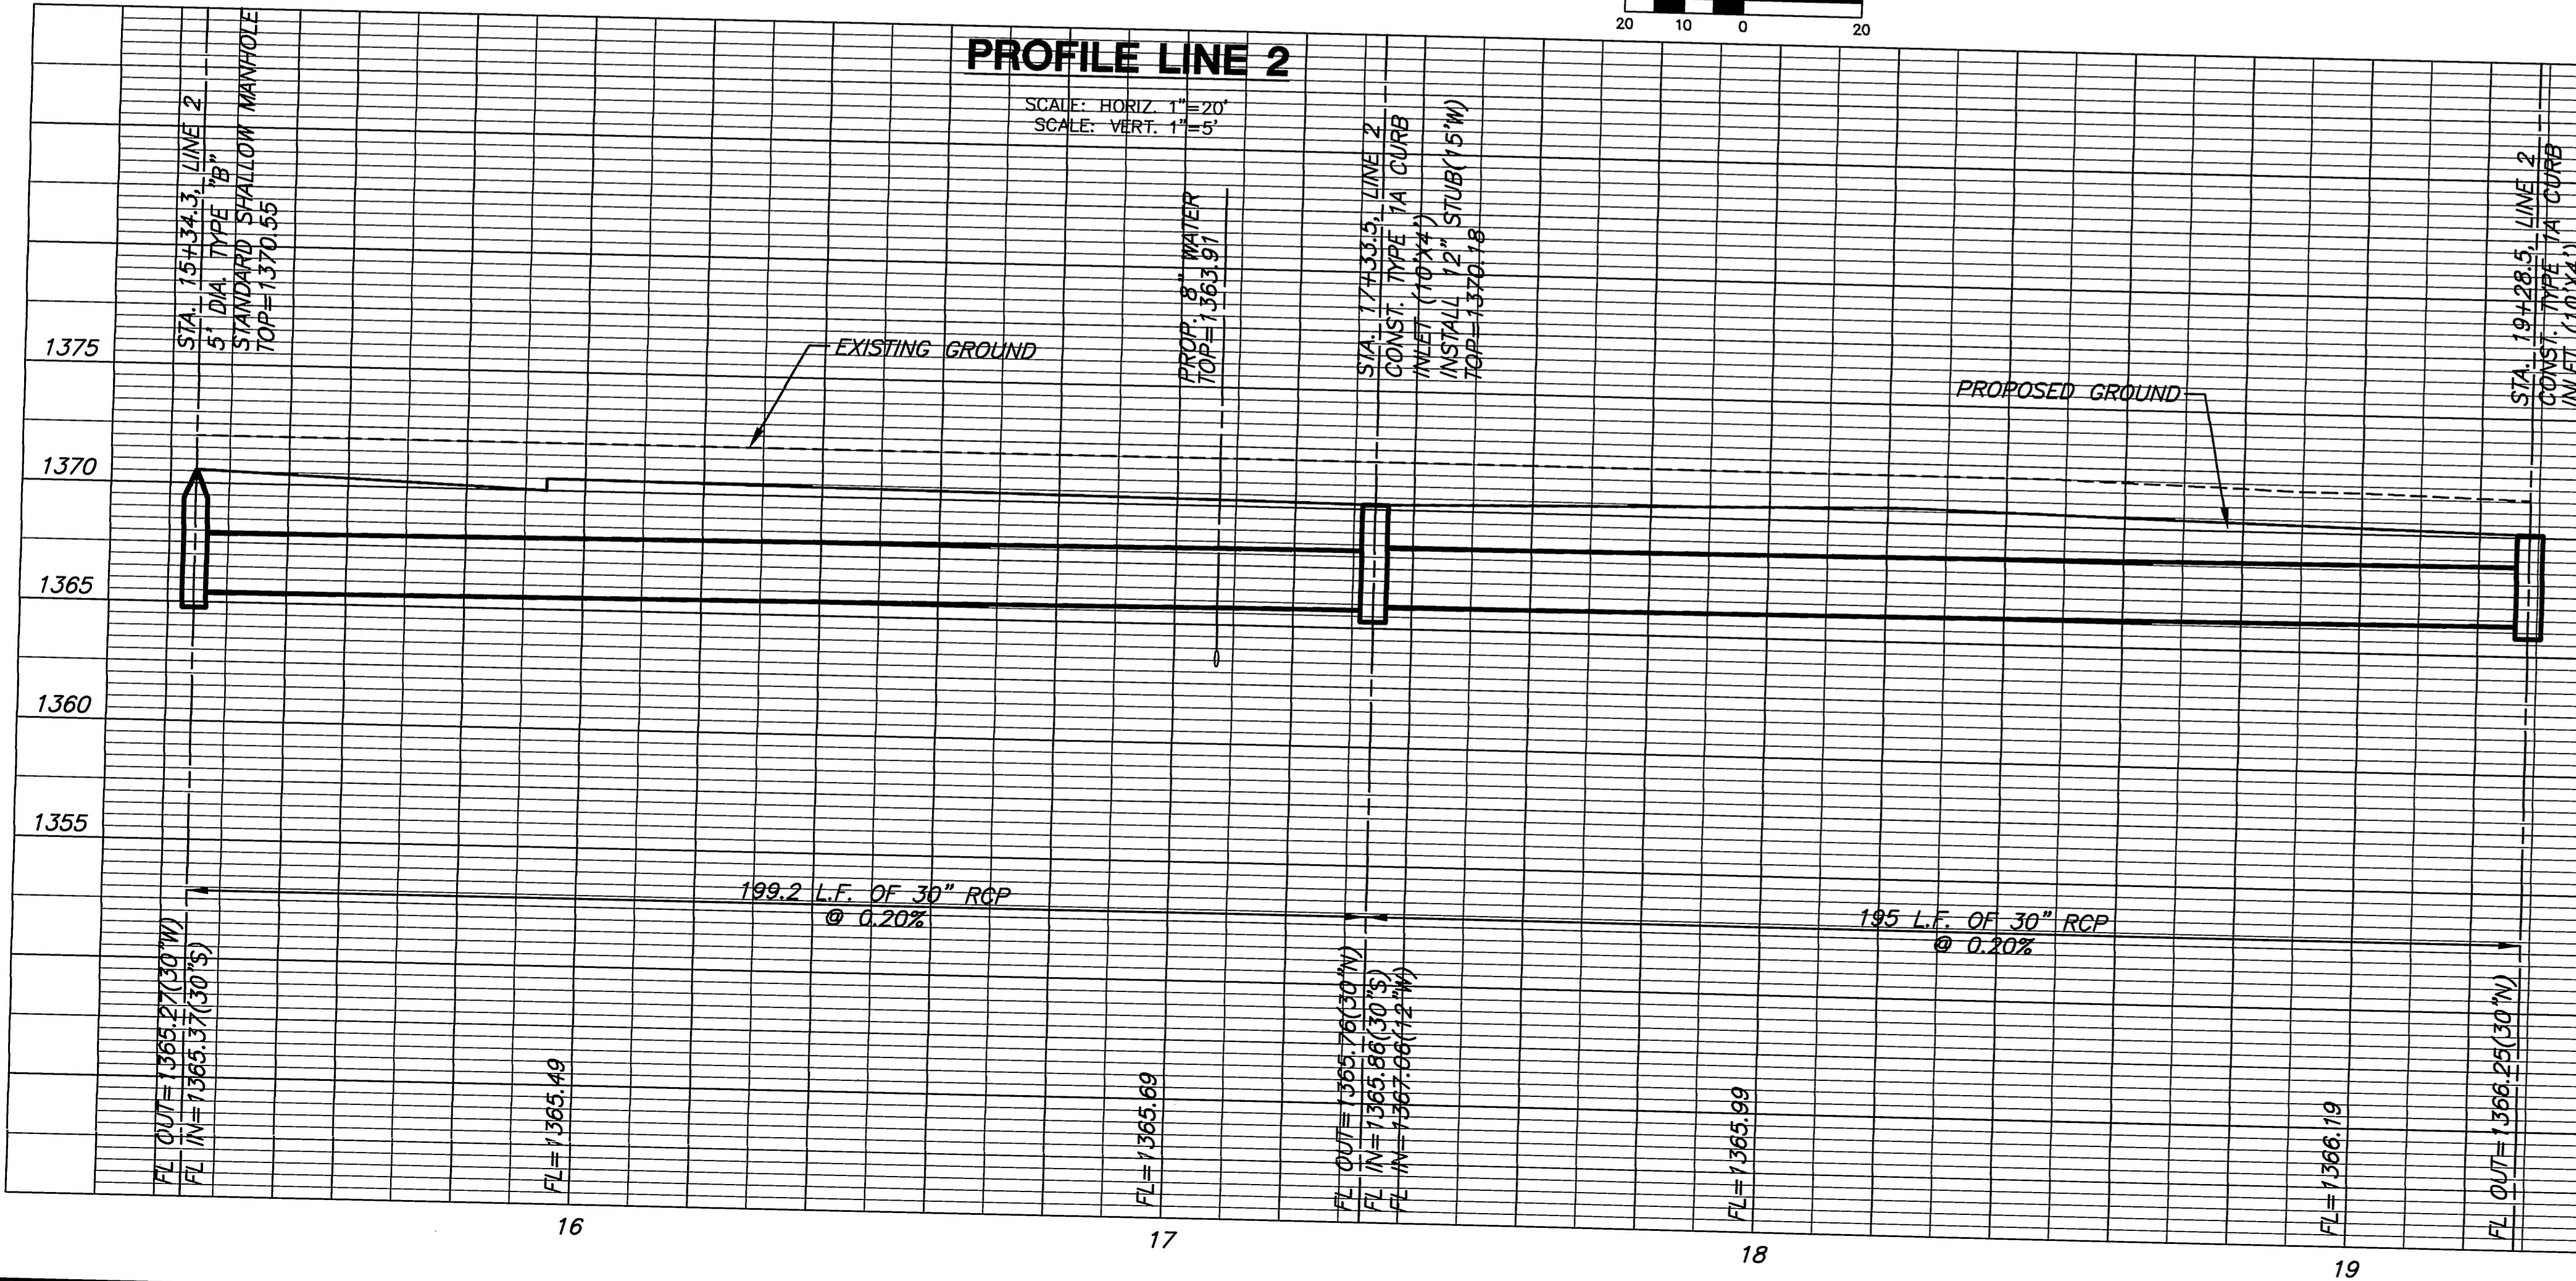 20 10 0 20
PROFILE LINE 2
SCALE: HORIZ. 1"=20'
SCALE: VERT. 1"=5'
STA. 15+34.3, LINE 2
5' DIA. TYPE "B"
STANDARD SHALLOW MANHOLE
TOP=1370.55
EXISTING GROUND
PROP. 8" WATER
TOP=1363.91
STA. 17+33.5, LINE 2
CONST. TYPE 1A CURB
INLET (10'X4')
INSTALL 12" STUB(15'W)
TOP=1370.18
PROPOSED GROUND
STA. 19+28.5, LINE 2
CONST. TYPE 1A CURB
INLET (10'X4')
1375
1370
1365
1360
1355
199.2 L.F. OF 30" RCP
@ 0.20%
195 L.F. OF 30" RCP
@ 0.20%
FL OUT=1365.27(30"W)
FL IN=1365.37(30"S)
FL=1365.49
FL=1365.69
FL OUT=1365.76(30"N)
FL IN=1365.86(30"S)
FL IN=1367.06(12"W)
FL=1365.99
FL=1366.19
FL OUT=1366.25(30"N)
16
17
18
19